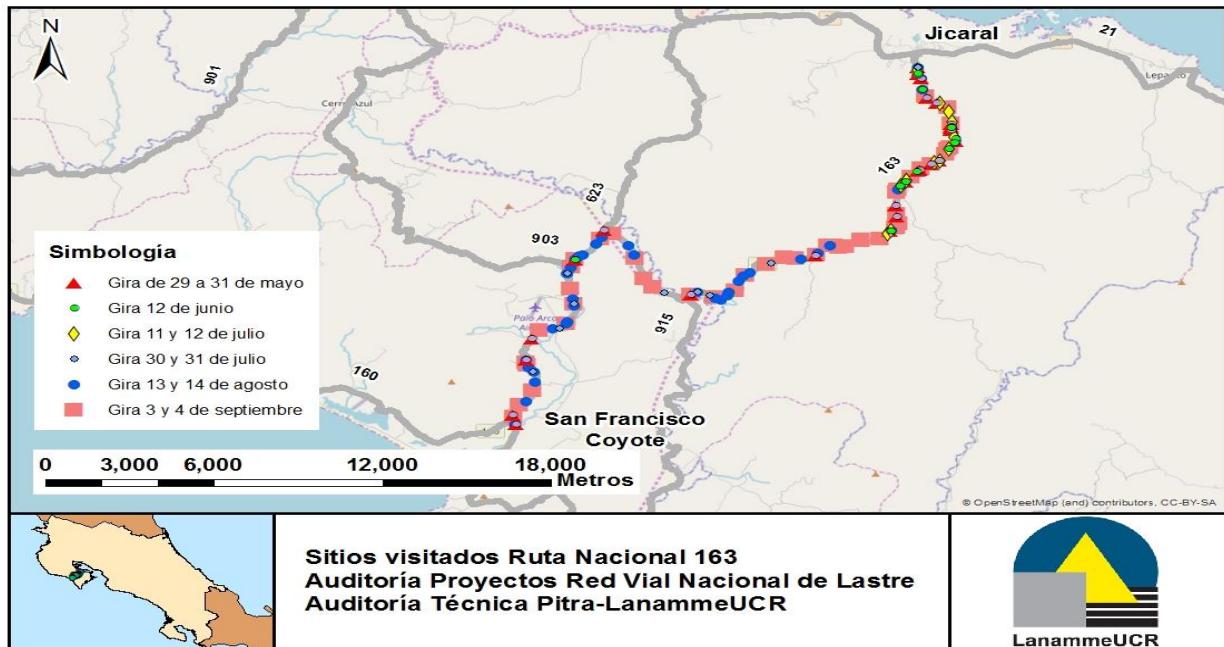 N
Jicaral
21
Lepanto
901
Cerro Azul
163
623
903
Simbología
Gira de 29 a 31 de mayo
Gira 12 de junio
Gira 11 y 12 de julio
Gira 30 y 31 de julio
Gira 13 y 14 de agosto
Gira 3 y 4 de septiembre
915
160
San Francisco
Coyote
0 3,000 6,000 12,000 18,000
Metros
© OpenStreetMap (and) contributors, CC-BY-SA
Sitios visitados Ruta Nacional 163
Auditoría Proyectos Red Vial Nacional de Lastre
Auditoría Técnica Pitra-LanammeUCR
LanammeUCR